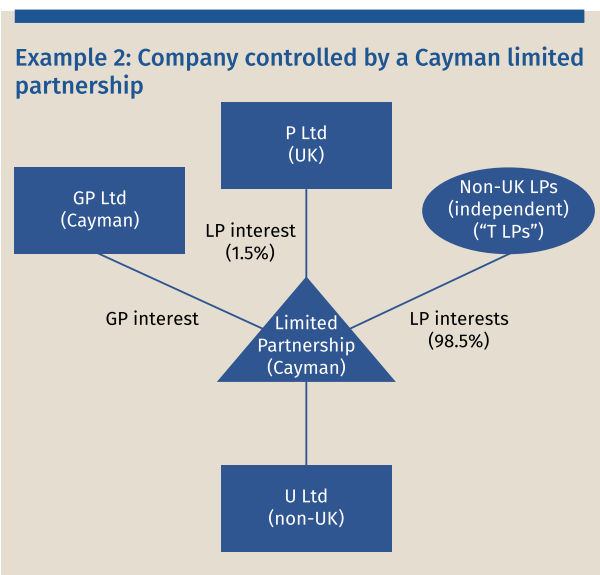 Example 2: Company controlled by a Cayman limited
partnership
P Ltd
(UK)
GP Ltd
(Cayman)
Non-UK LPs
(independent)
(“T LPs”)
LP interest
(1.5%)
GP interest
LP interests
(98.5%)
Limited
Partnership
(Cayman)
U Ltd
(non-UK)